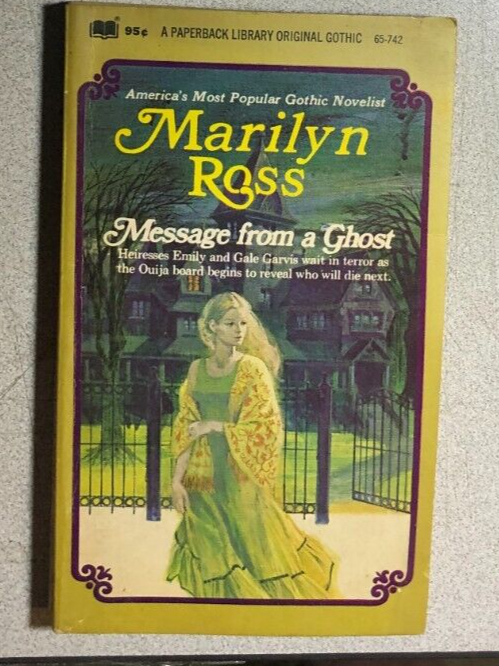 95¢ A PAPERBACK LIBRARY ORIGINAL GOTHIC 65-742
America's Most Popular Gothic Novelist
Marilyn
Ross
Message from a Ghost
Heiresses Emily and Gale Garvis wait in terror as
the Ouija board begins to reveal who will die next.